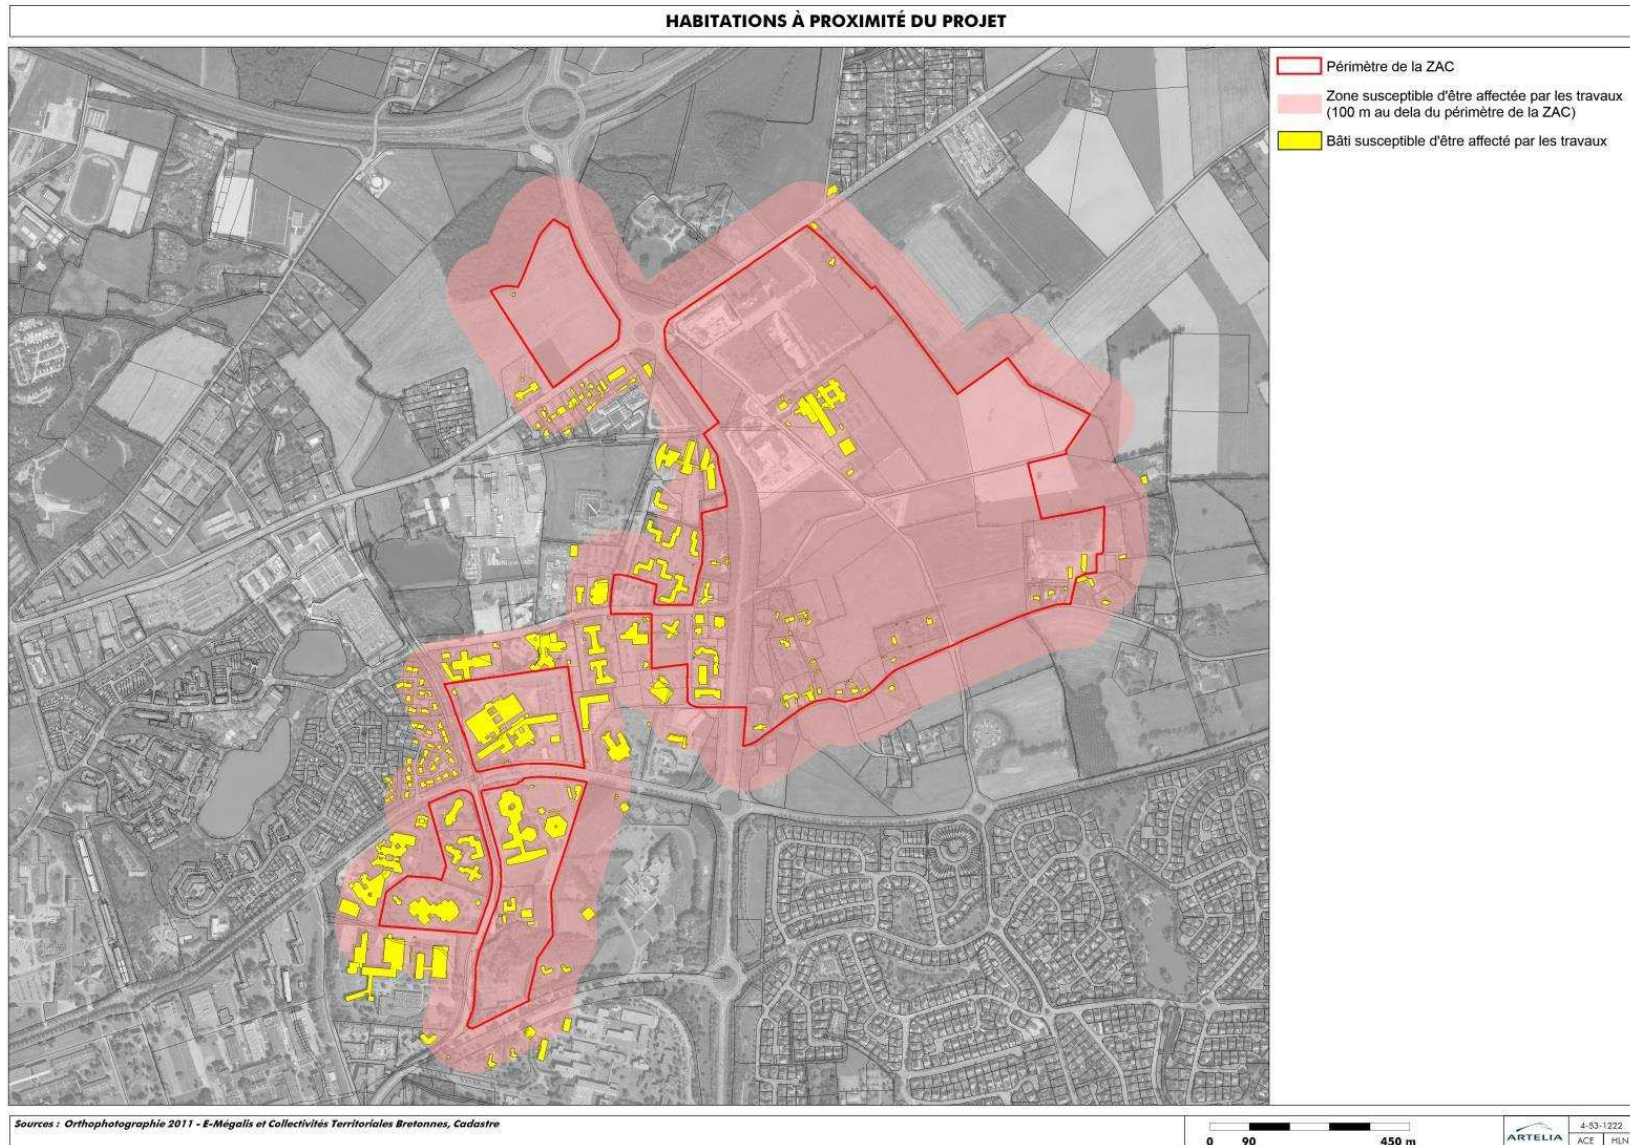 HABITATIONS À PROXIMITÉ DU PROJET
Périmètre de la ZAC
Zone susceptible d'être affectée par les travaux
(100 m au dela du périmètre de la ZAC)
Bâti susceptible d'être affecté par les travaux
Sources : Orthophotographie 2011 - E-Mégalis et Collectivités Territoriales Bretonnes, Cadastre
0 90 450 m
ARTELIA
4-53-1222
ACE HLN